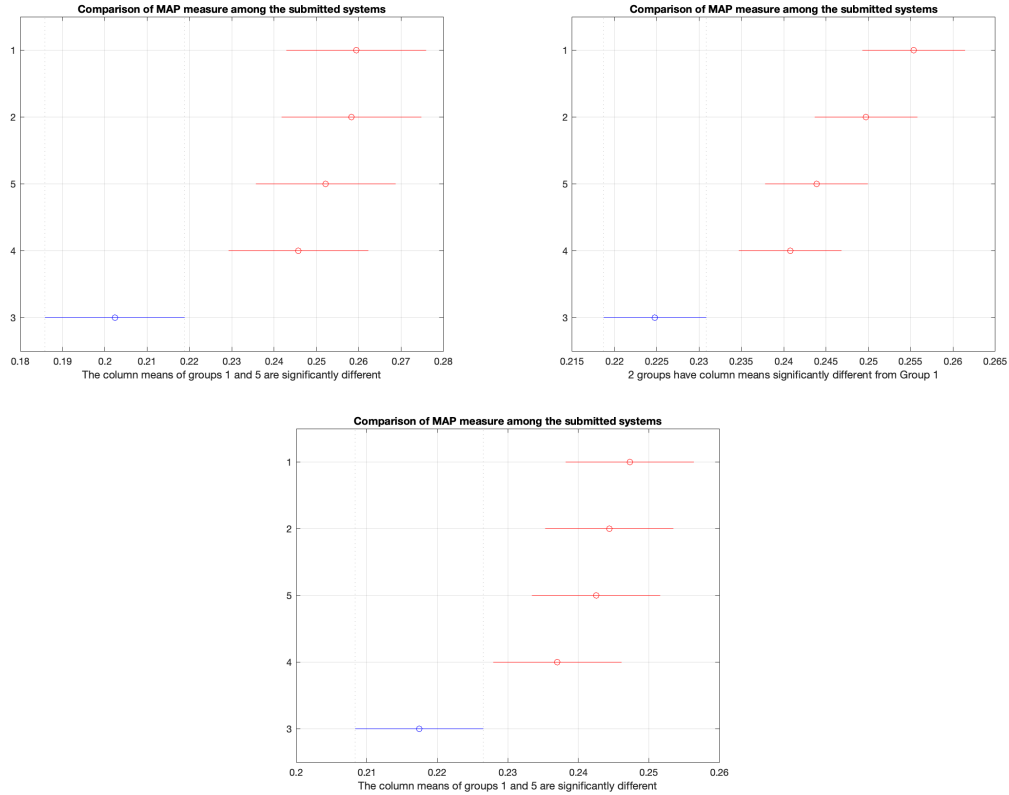 Comparison of MAP measure among the submitted systems
1
2
5
4
3
0.18 0.19 0.2 0.21 0.22 0.23 0.24 0.25 0.26 0.27 0.28
The column means of groups 1 and 5 are significantly different
Comparison of MAP measure among the submitted systems
1
2
5
4
3
0.215 0.22 0.225 0.23 0.235 0.24 0.245 0.25 0.255 0.26 0.265
2 groups have column means significantly different from Group 1
Comparison of MAP measure among the submitted systems
1
2
5
4
3
0.2 0.21 0.22 0.23 0.24 0.25 0.26
The column means of groups 1 and 5 are significantly different